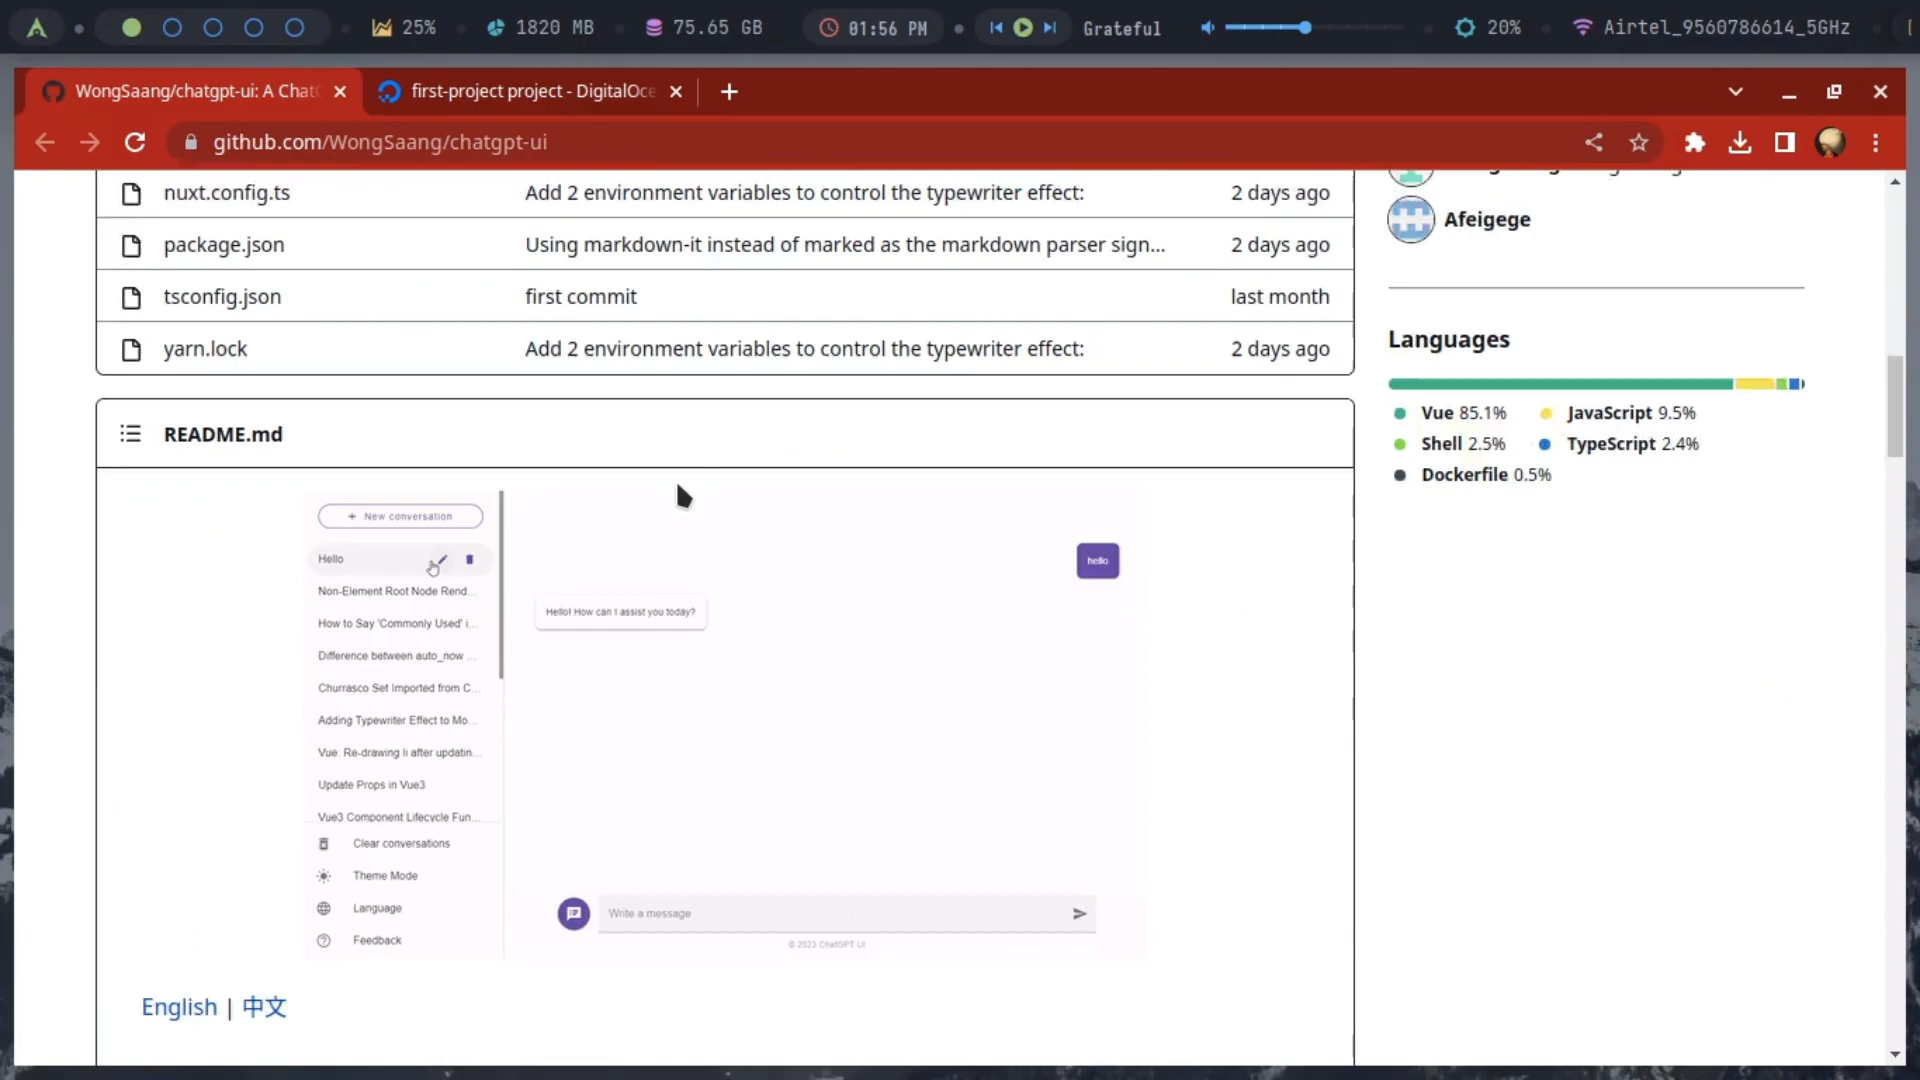 25%
1820 MB
75.65 GB
01:56 PM
Grateful
20%
Airtel_9560786614_5GHz
WongSaang/chatgpt-ui: A Chat
first-project project - DigitalOce
github.com/WongSaang/chatgpt-ui
nuxt.config.ts Add 2 environment variables to control the typewriter effect: 2 days ago
package.json Using markdown-it instead of marked as the markdown parser sign... 2 days ago
tsconfig.json first commit last month
yarn.lock Add 2 environment variables to control the typewriter effect: 2 days ago
README.md
+ New conversation
Hello
Non-Element Root Node Rend...
How to Say 'Commonly Used' i...
Difference between auto_now ...
Churrasco Set Imported from C...
Adding Typewriter Effect to Mo...
Vue: Re-drawing li after updatin...
Update Props in Vue3
Vue3 Component Lifecycle Fun...
Clear conversations
Theme Mode
Language
Feedback
hello
Hello! How can I assist you today?
Write a message
© 2023 ChatGPT UI
English | 中文
Afeigege
Languages
Vue 85.1%
JavaScript 9.5%
Shell 2.5%
TypeScript 2.4%
Dockerfile 0.5%